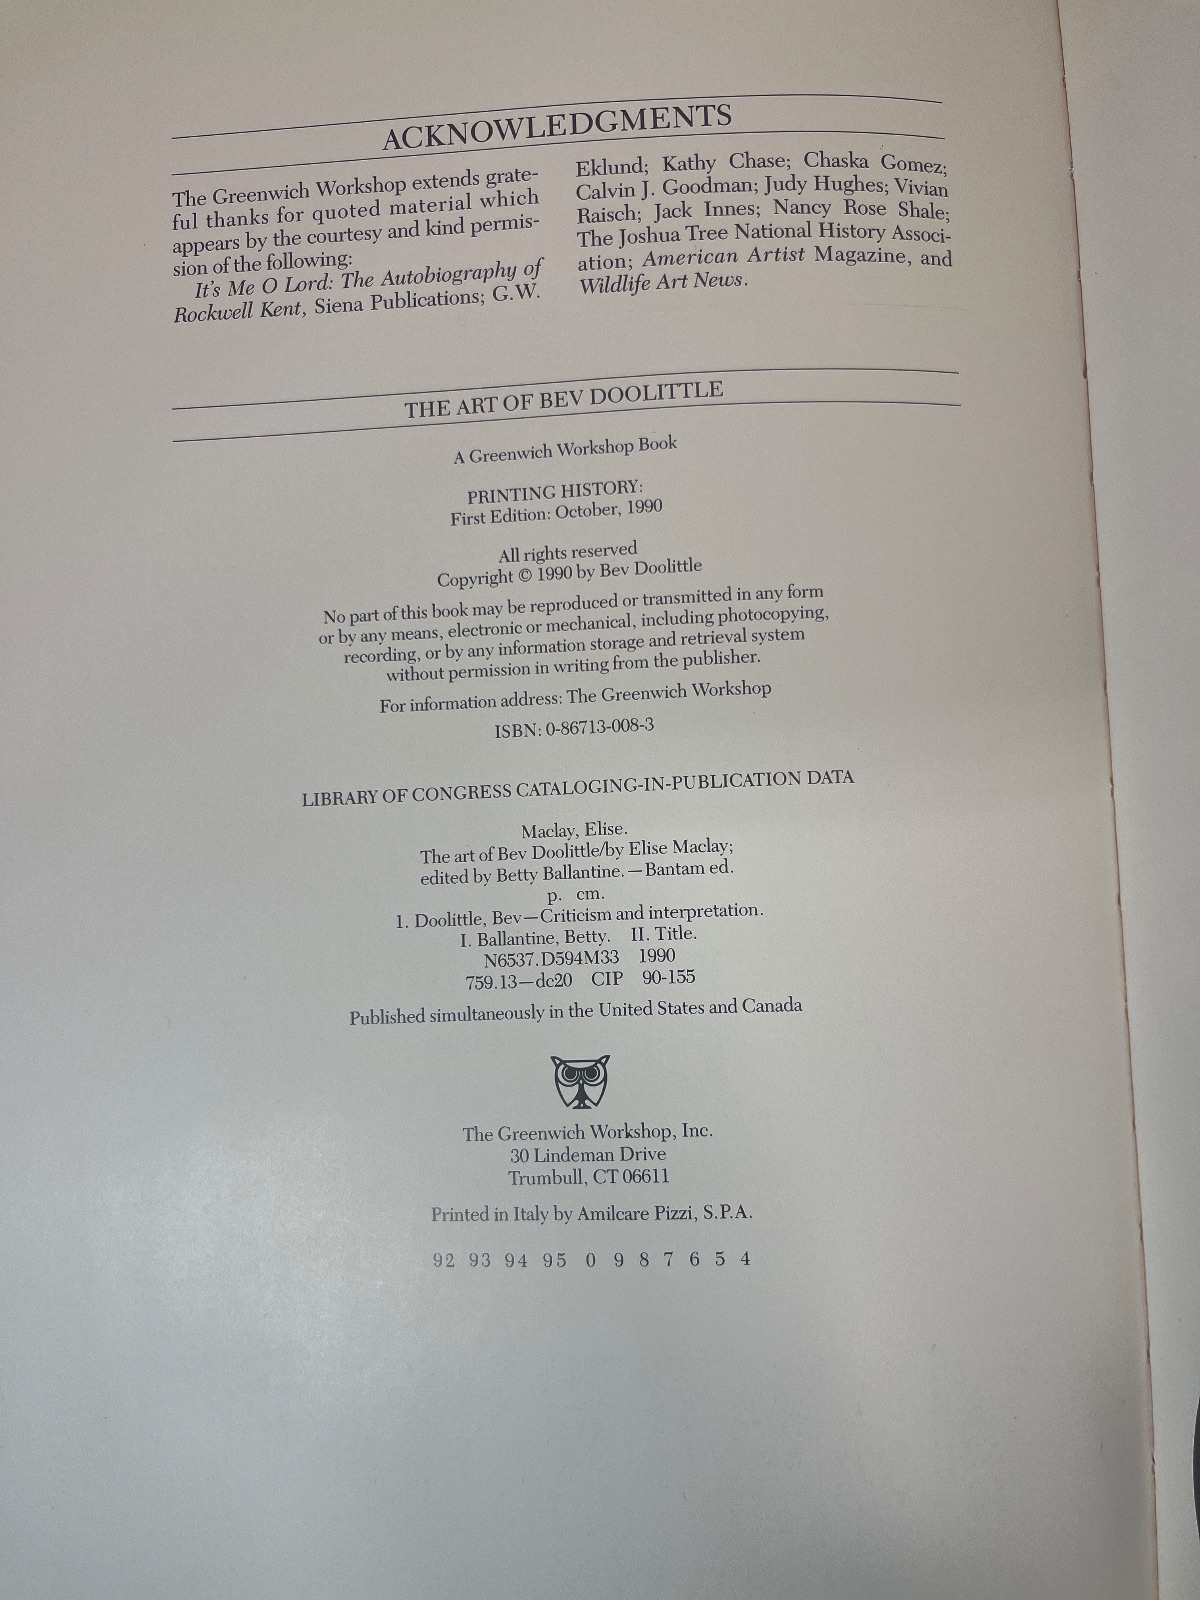 ACKNOWLEDGMENTS
The Greenwich Workshop extends grate-
ful thanks for quoted material which
appears by the courtesy and kind permis-
sion of the following:
It's Me O Lord: The Autobiography of
Rockwell Kent, Siena Publications; G.W.
Eklund; Kathy Chase; Chaska Gomez;
Calvin J. Goodman; Judy Hughes; Vivian
Raisch; Jack Innes; Nancy Rose Shale;
The Joshua Tree National History Associ-
ation; American Artist Magazine, and
Wildlife Art News.
THE ART OF BEV DOOLITTLE
A Greenwich Workshop Book
PRINTING HISTORY:
First Edition: October, 1990
All rights reserved
Copyright © 1990 by Bev Doolittle
No part of this book may be reproduced or transmitted in any form
or by any means, electronic or mechanical, including photocopying,
recording, or by any information storage and retrieval system
without permission in writing from the publisher.
For information address: The Greenwich Workshop
ISBN: 0-86713-008-3
LIBRARY OF CONGRESS CATALOGING-IN-PUBLICATION DATA
Maclay, Elise.
The art of Bev Doolittle/by Elise Maclay;
edited by Betty Ballantine.—Bantam ed.
p. cm.
1. Doolittle, Bev—Criticism and interpretation.
I. Ballantine, Betty. II. Title.
N6537.D594M33 1990
759.13—dc20 CIP 90-155
Published simultaneously in the United States and Canada
The Greenwich Workshop, Inc.
30 Lindeman Drive
Trumbull, CT 06611
Printed in Italy by Amilcare Pizzi, S.P.A.
92 93 94 95 0 9 8 7 6 5 4